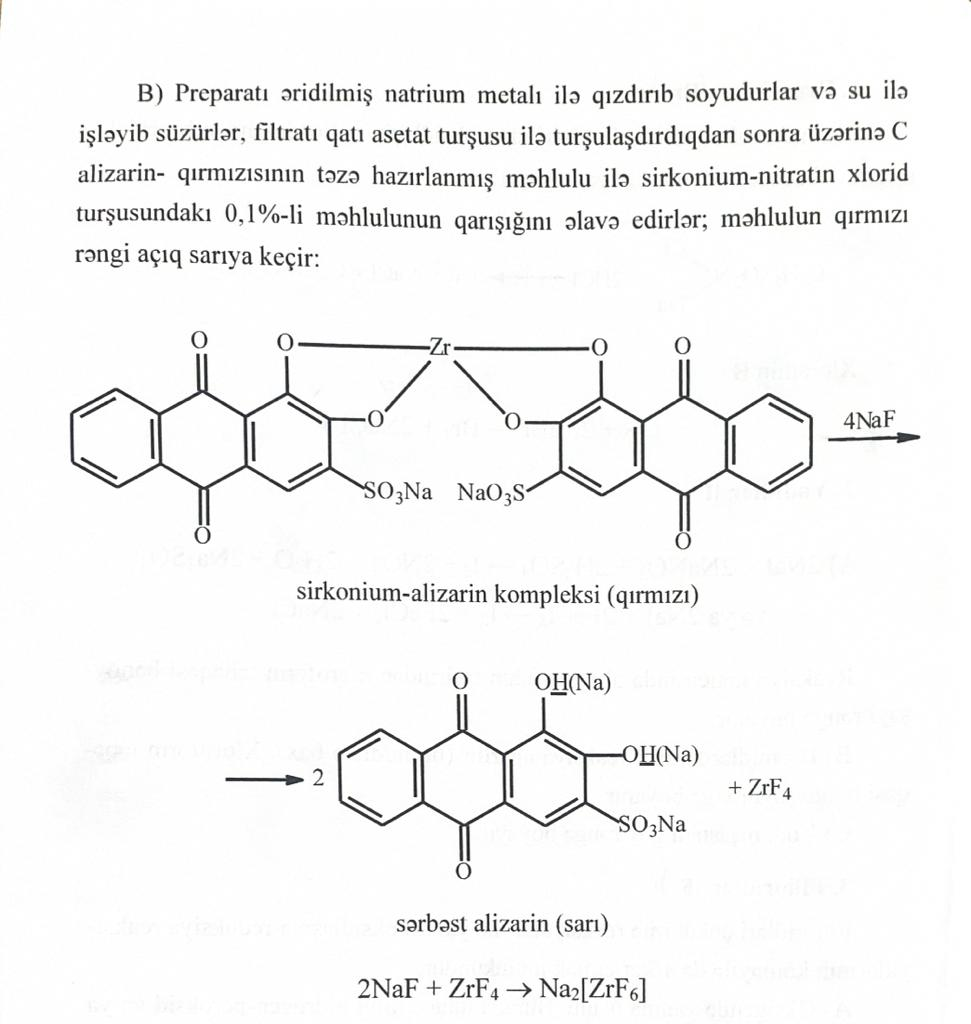 B) Preparatı əridilmiş natrium metalı ilə qızdırıb soyudurlar və su ilə
işləyib süzürlər, filtratı qatı asetat turşusu ilə turşulaşdırdıqdan sonra üzərinə C
alizarin- qırmızısının təzə hazırlanmış məhlulu ilə sirkonium-nitratın xlorid
turşusundakı 0,1%-li məhlulunun qarışığını əlavə edirlər; məhlulun qırmızı
rəngi açıq sarıya keçir:
O O Zr O O
O O 4NaF
SO₃Na NaO₃S
O O
sirkonium-alizarin kompleksi (qırmızı)
O OH(Na)
OH(Na)
2 + ZrF₄
SO₃Na
O
sərbəst alizarin (sarı)
2NaF + ZrF₄ → Na₂[ZrF₆]